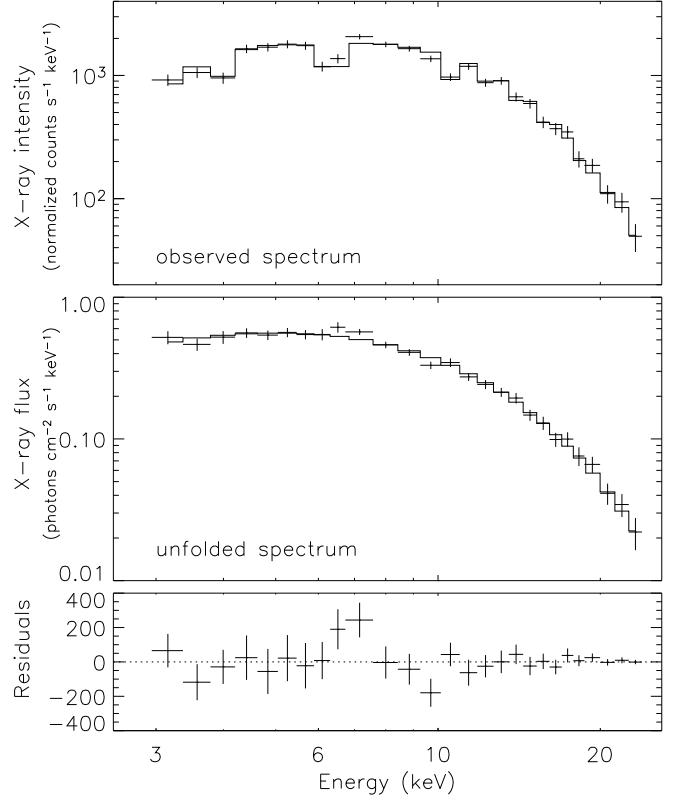 X-ray intensity
(normalized counts s⁻¹ keV⁻¹)
10³
10²
observed spectrum
X-ray flux
(photons cm⁻² s⁻¹ keV⁻¹)
1.00
0.10
0.01
unfolded spectrum
Residuals
400
200
0
-200
-400
3 6 10 20
Energy (keV)